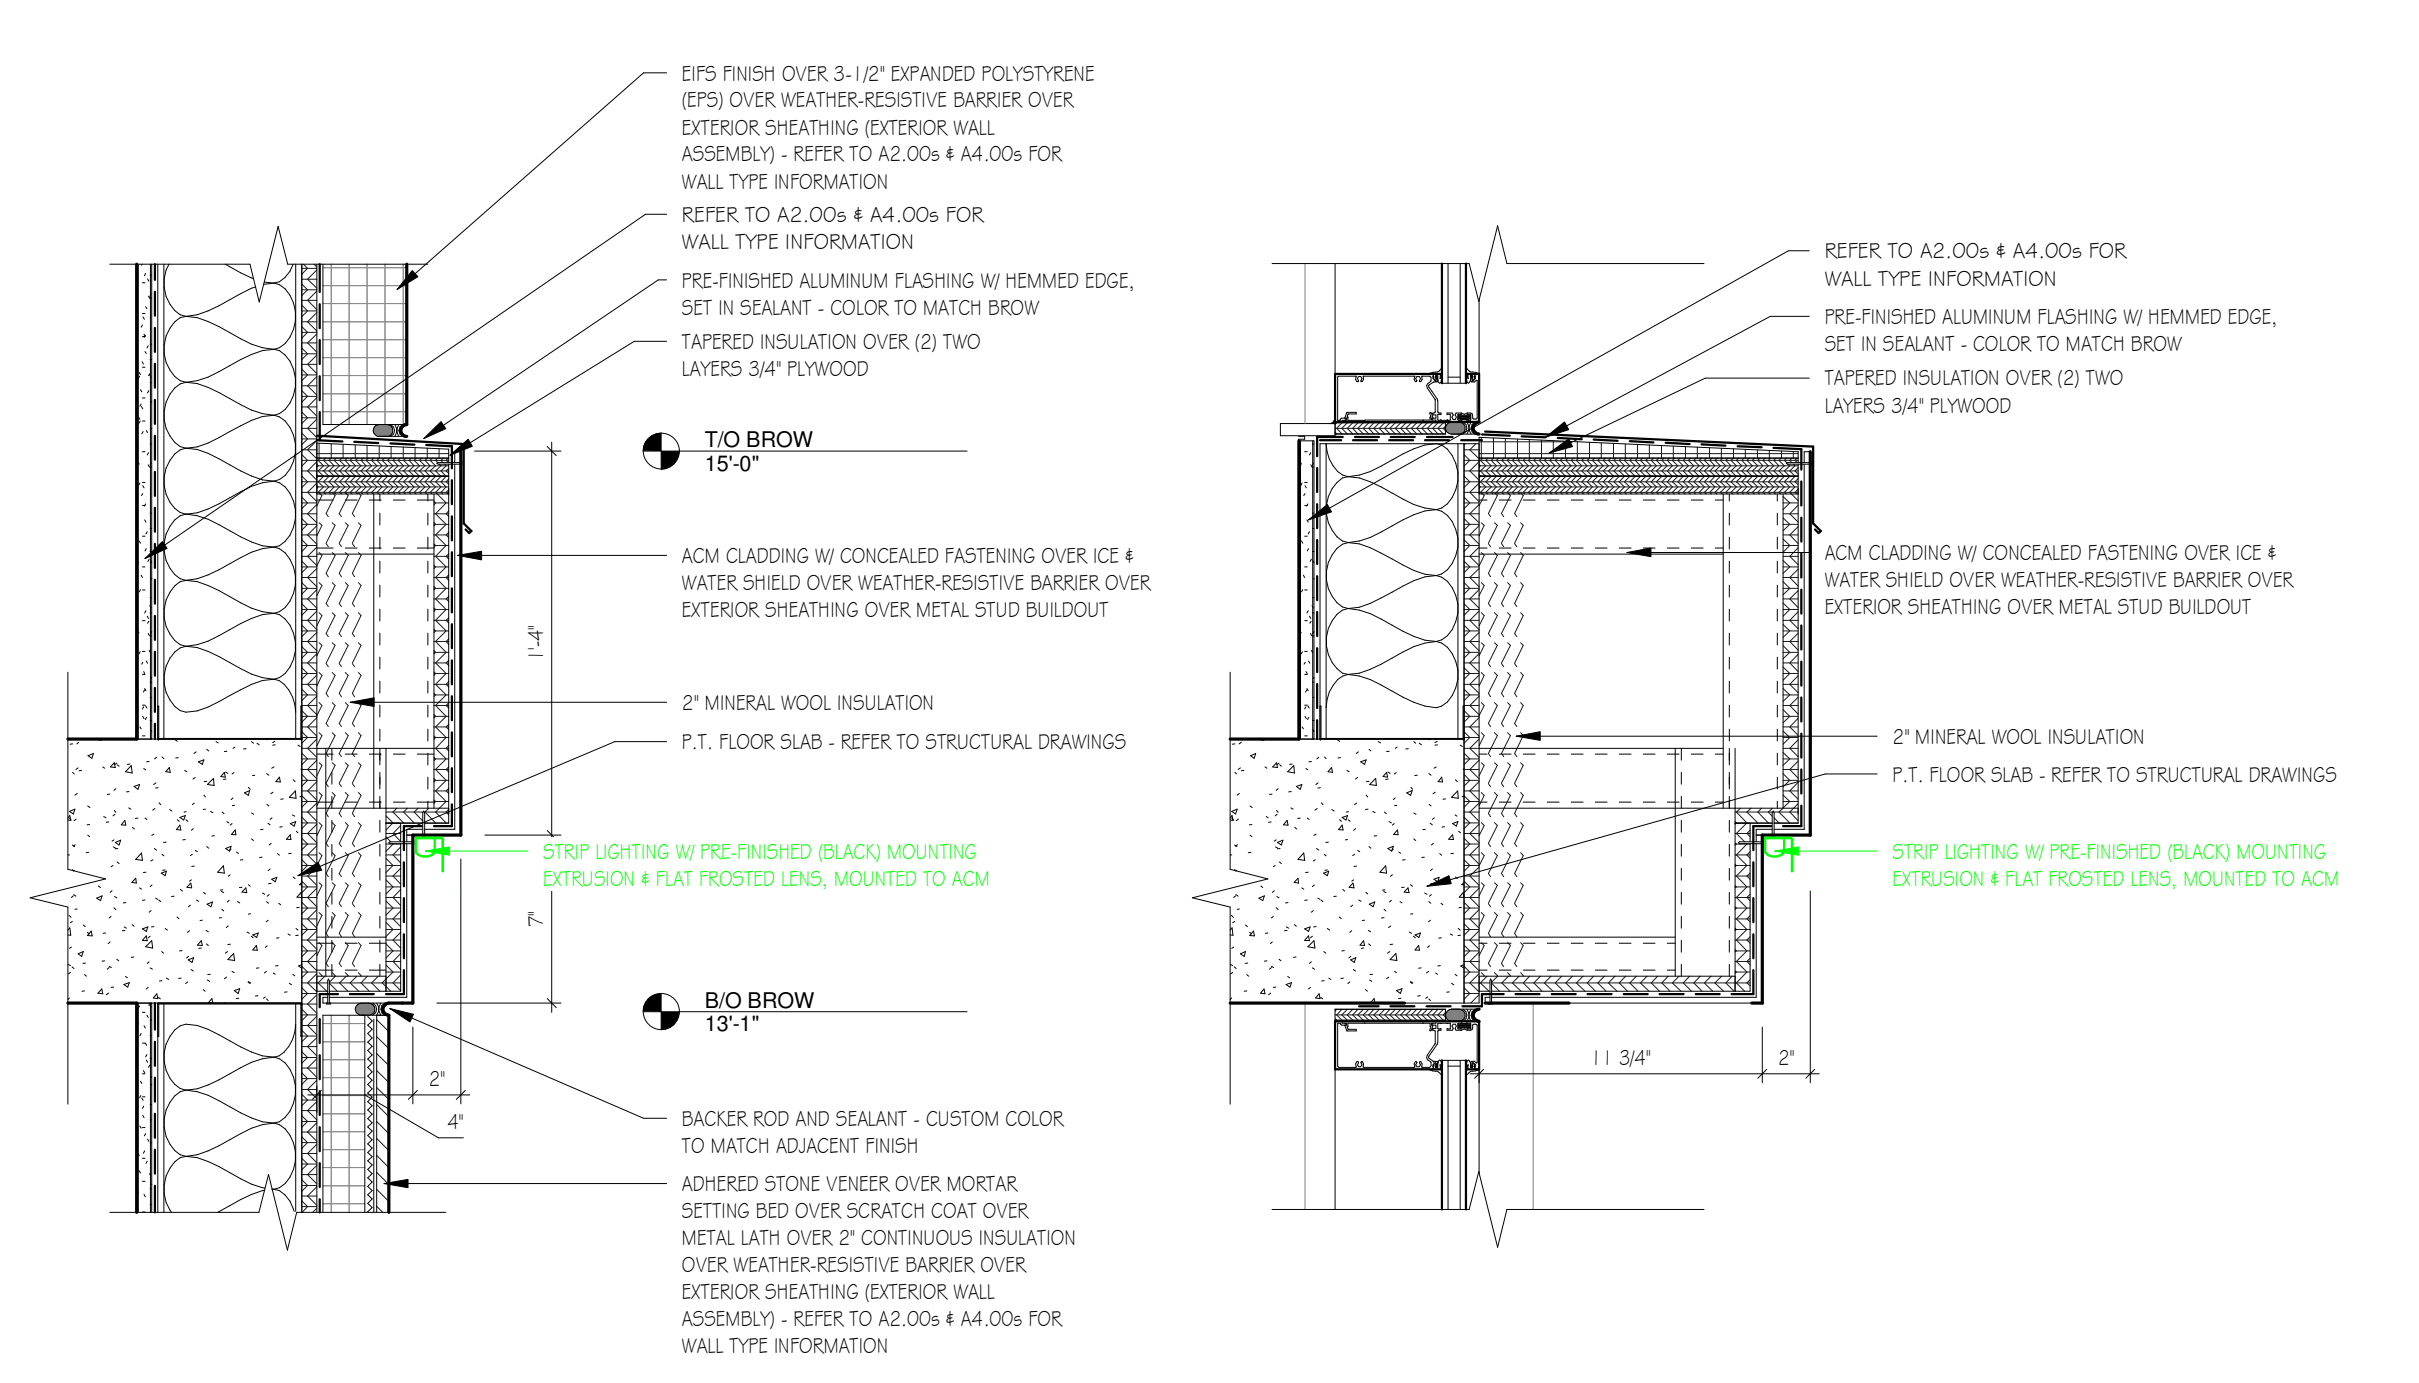 EIFS FINISH OVER 3-1/2" EXPANDED POLYSTYRENE
(EPS) OVER WEATHER-RESISTIVE BARRIER OVER
EXTERIOR SHEATHING (EXTERIOR WALL
ASSEMBLY) - REFER TO A2.00s & A4.00s FOR
WALL TYPE INFORMATION
REFER TO A2.00s & A4.00s FOR
WALL TYPE INFORMATION
PRE-FINISHED ALUMINUM FLASHING W/ HEMMED EDGE,
SET IN SEALANT - COLOR TO MATCH BROW
TAPERED INSULATION OVER (2) TWO
LAYERS 3/4" PLYWOOD
T/O BROW
15'-0"
ACM CLADDING W/ CONCEALED FASTENING OVER ICE &
WATER SHIELD OVER WEATHER-RESISTIVE BARRIER OVER
EXTERIOR SHEATHING OVER METAL STUD BUILDOUT
1'-4"
2" MINERAL WOOL INSULATION
P.T. FLOOR SLAB - REFER TO STRUCTURAL DRAWINGS
STRIP LIGHTING W/ PRE-FINISHED (BLACK) MOUNTING
EXTRUSION & FLAT FROSTED LENS, MOUNTED TO ACM
7"
B/O BROW
13'-1"
2"
4"
BACKER ROD AND SEALANT - CUSTOM COLOR
TO MATCH ADJACENT FINISH
ADHERED STONE VENEER OVER MORTAR
SETTING BED OVER SCRATCH COAT OVER
METAL LATH OVER 2" CONTINUOUS INSULATION
OVER WEATHER-RESISTIVE BARRIER OVER
EXTERIOR SHEATHING (EXTERIOR WALL
ASSEMBLY) - REFER TO A2.00s & A4.00s FOR
WALL TYPE INFORMATION
REFER TO A2.00s & A4.00s FOR
WALL TYPE INFORMATION
PRE-FINISHED ALUMINUM FLASHING W/ HEMMED EDGE,
SET IN SEALANT - COLOR TO MATCH BROW
TAPERED INSULATION OVER (2) TWO
LAYERS 3/4" PLYWOOD
ACM CLADDING W/ CONCEALED FASTENING OVER ICE &
WATER SHIELD OVER WEATHER-RESISTIVE BARRIER OVER
EXTERIOR SHEATHING OVER METAL STUD BUILDOUT
2" MINERAL WOOL INSULATION
P.T. FLOOR SLAB - REFER TO STRUCTURAL DRAWINGS
STRIP LIGHTING W/ PRE-FINISHED (BLACK) MOUNTING
EXTRUSION & FLAT FROSTED LENS, MOUNTED TO ACM
11 3/4"
2"